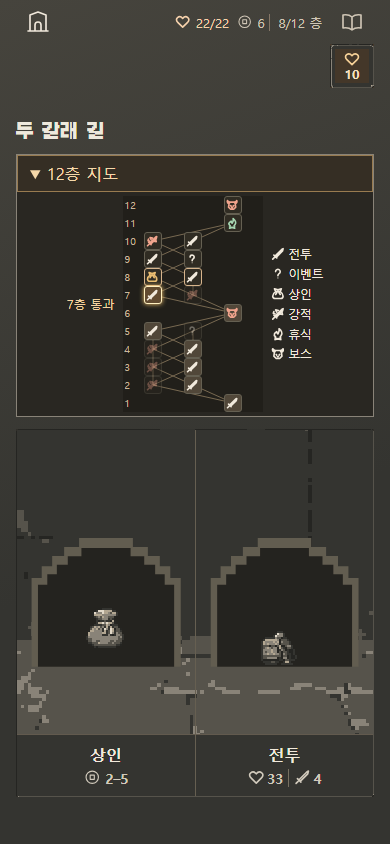 22/22 6 8/12 층
10
두 갈래 길
▼ 12층 지도
12
11
10
9
8
7
6
5
4
3
2
1
7층 통과
?
?
전투
? 이벤트
상인
강적
휴식
보스
상인
2–5
전투
33 4